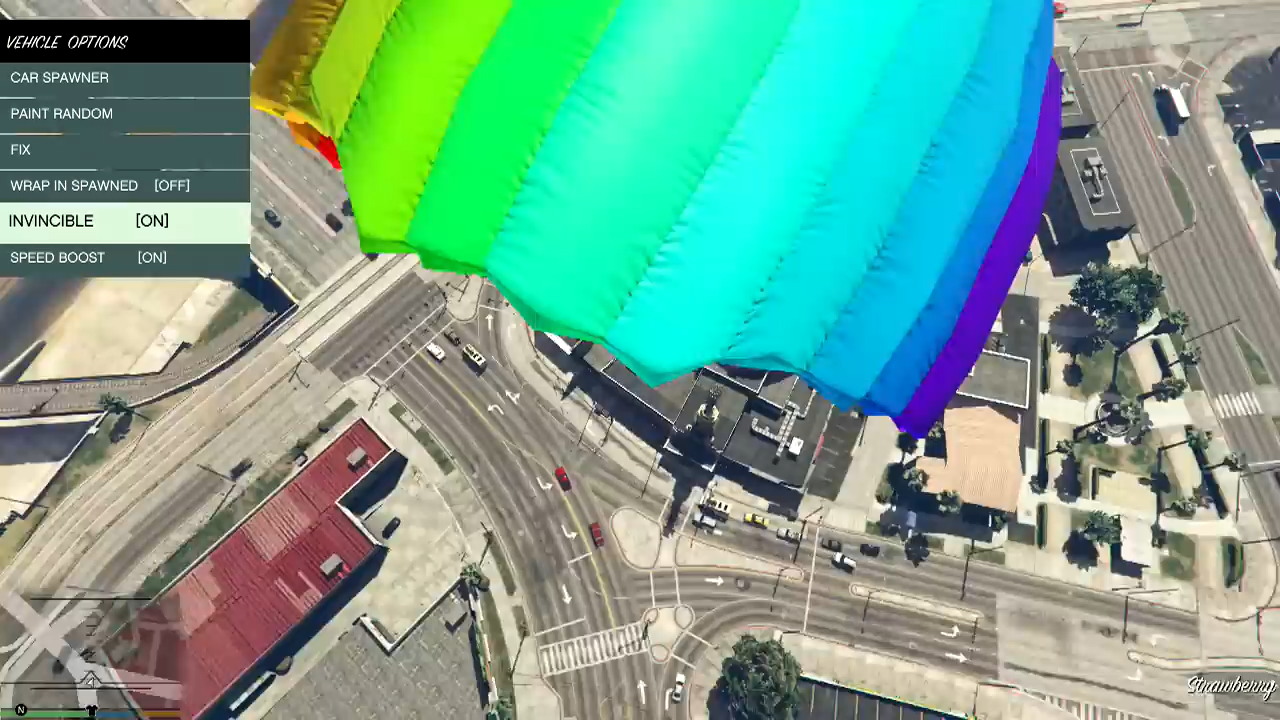 VEHICLE OPTIONS
CAR SPAWNER
PAINT RANDOM
FIX
WRAP IN SPAWNED [OFF]
INVINCIBLE [ON]
SPEED BOOST [ON]
N
Strawberry